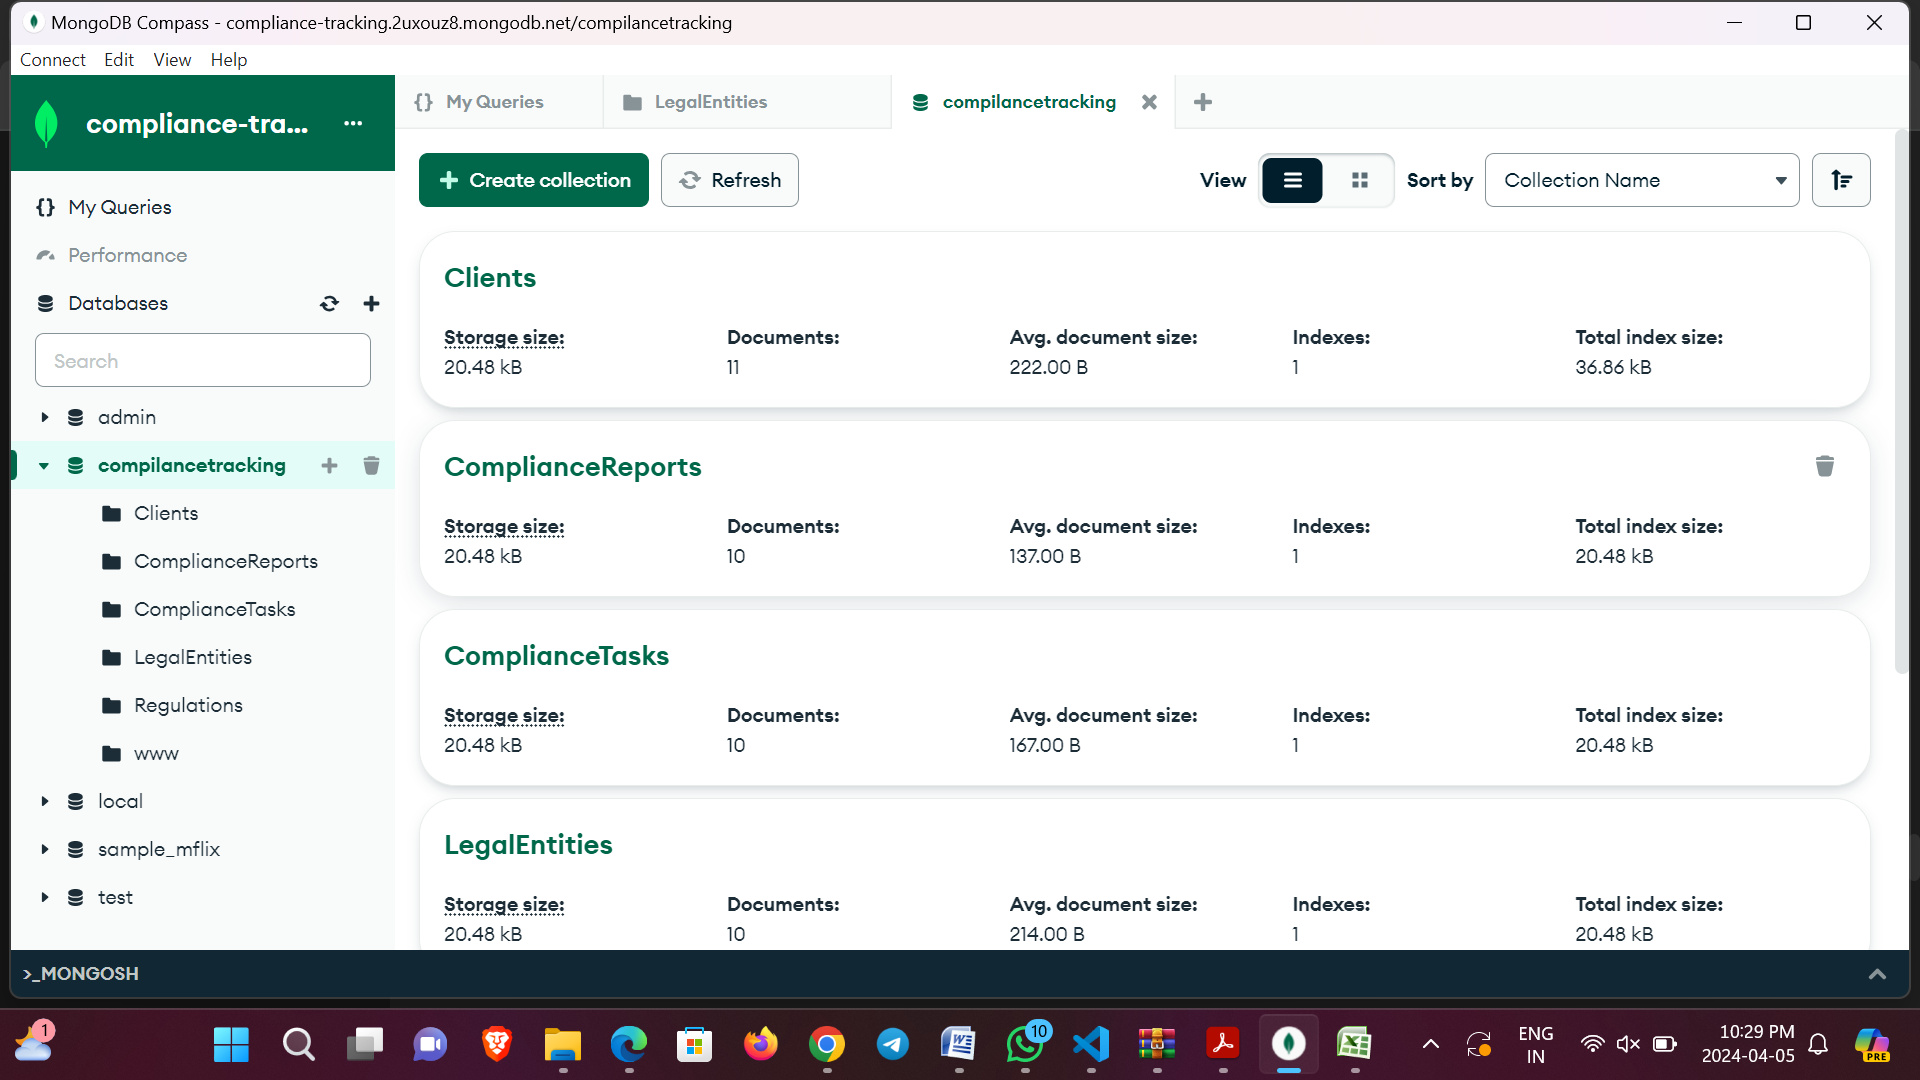 MongoDB Compass - compliance-tracking.2uxouz8.mongodb.net/compilancetracking
Connect Edit View Help
compliance-tra... ...
{} My Queries
LegalEntities
compilancetracking
My Queries
Performance
Databases
Search
admin
compilancetracking
Clients
ComplianceReports
ComplianceTasks
LegalEntities
Regulations
www
local
sample_mflix
test
Create collection Refresh View Sort by Collection Name
Clients
Storage size: Documents: Avg. document size: Indexes: Total index size:
20.48 kB 11 222.00 B 1 36.86 kB
ComplianceReports
Storage size: Documents: Avg. document size: Indexes: Total index size:
20.48 kB 10 137.00 B 1 20.48 kB
ComplianceTasks
Storage size: Documents: Avg. document size: Indexes: Total index size:
20.48 kB 10 167.00 B 1 20.48 kB
LegalEntities
Storage size: Documents: Avg. document size: Indexes: Total index size:
20.48 kB 10 214.00 B 1 20.48 kB
>_MONGOSH
1
10
ENG
IN
10:29 PM
2024-04-05
PRE